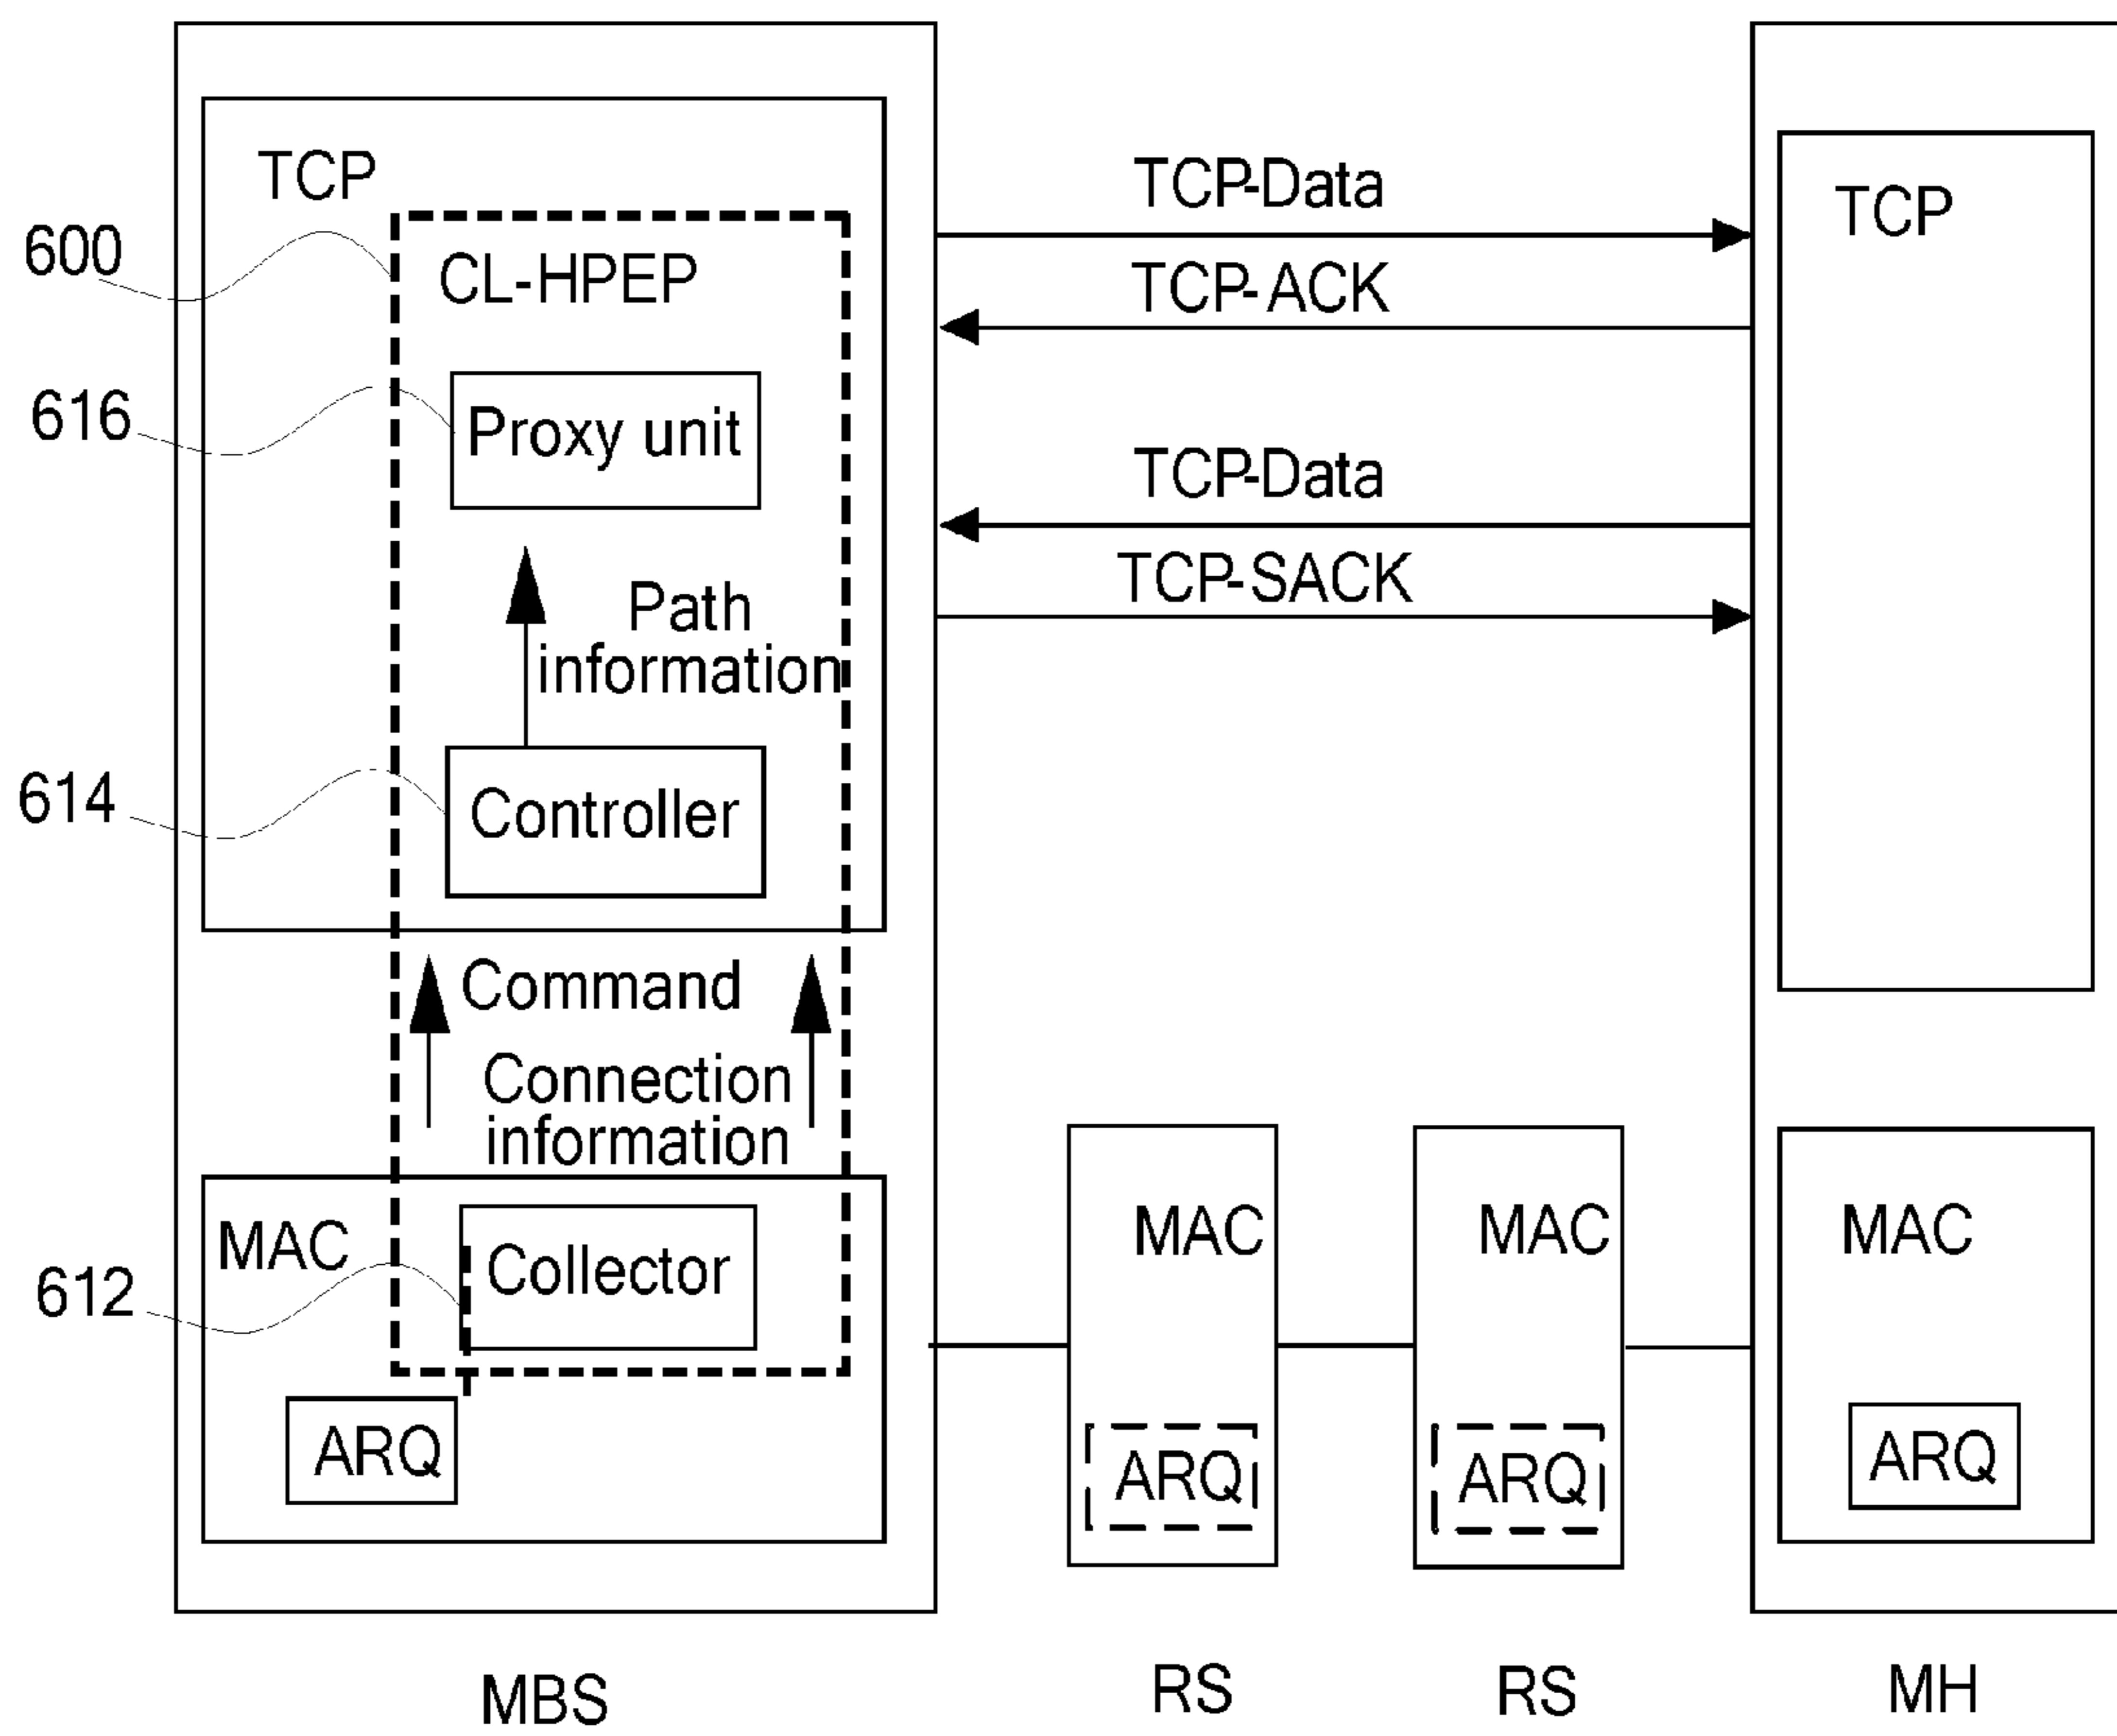 TCP
600
CL-HPEP
616
Proxy unit
Path
information
614
Controller
Command
Connection
information
MAC
Collector
612
ARQ
MBS
TCP-Data
TCP-ACK
TCP-Data
TCP-SACK
MAC
ARQ
RS
MAC
ARQ
RS
TCP
MAC
ARQ
MH